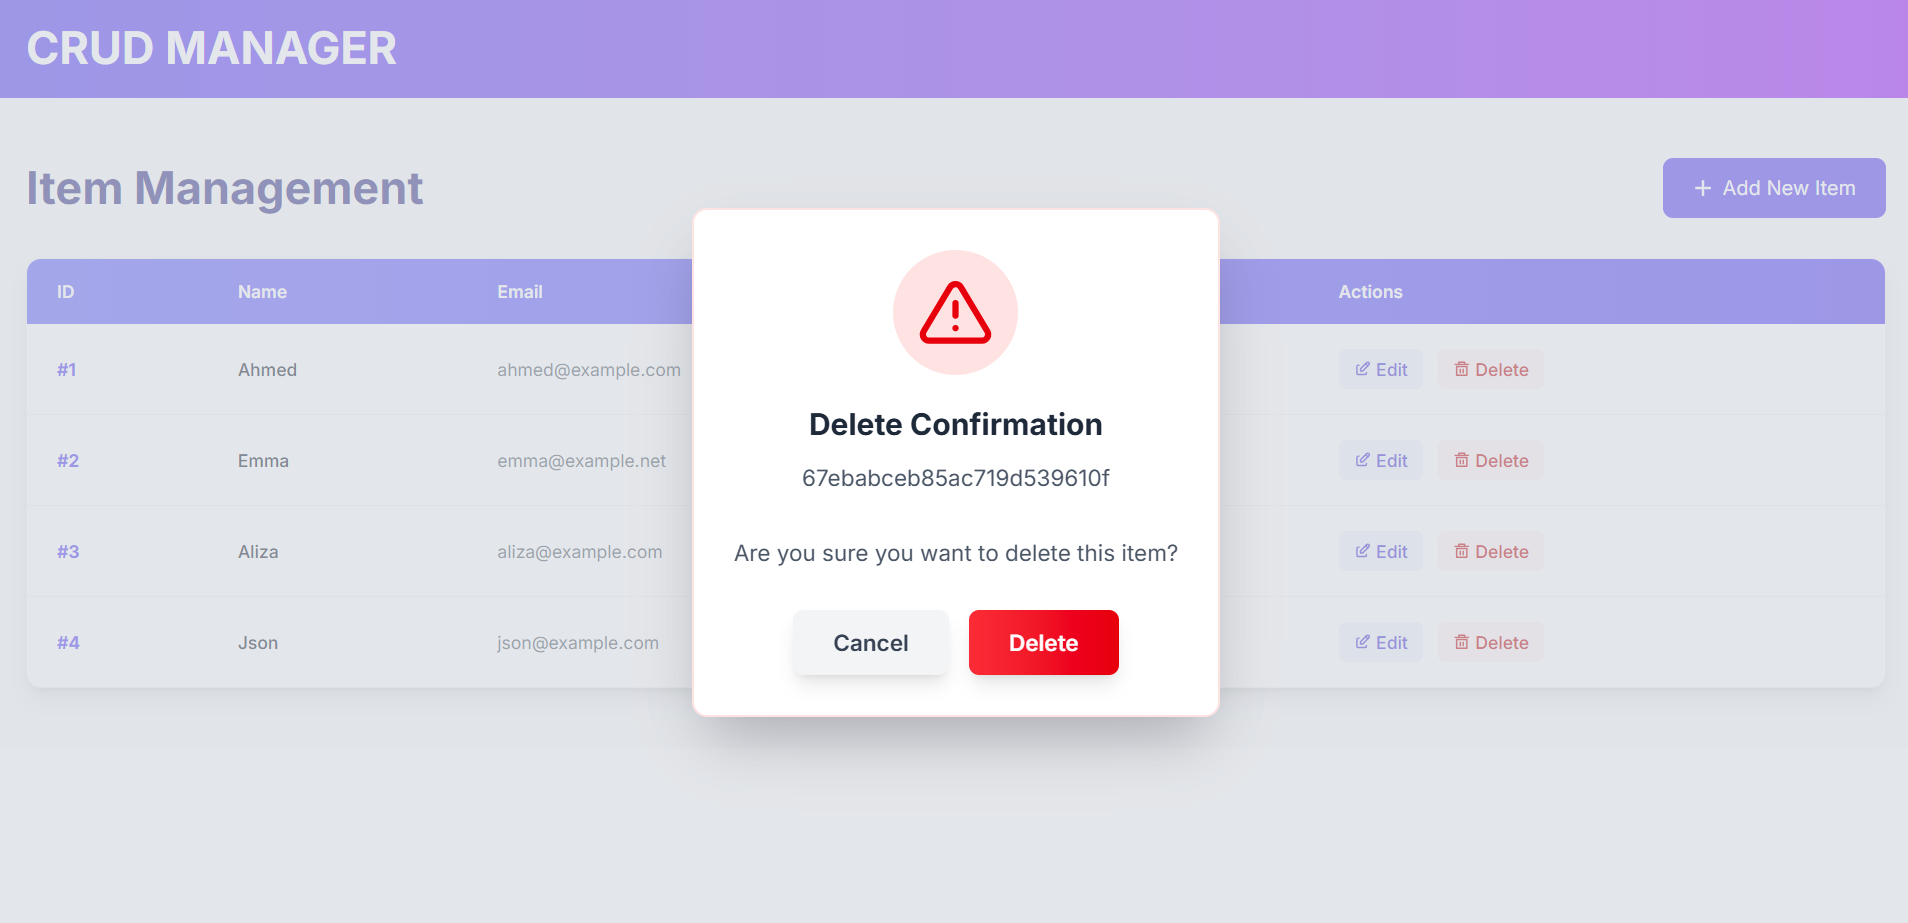 CRUD MANAGER
Item Management
+ Add New Item
ID Name Email Actions
#1 Ahmed ahmed@example.com Edit Delete
#2 Emma emma@example.net Edit Delete
#3 Aliza aliza@example.com Edit Delete
#4 Json json@example.com Edit Delete
Delete Confirmation
67ebabceb85ac719d539610f
Are you sure you want to delete this item?
Cancel Delete